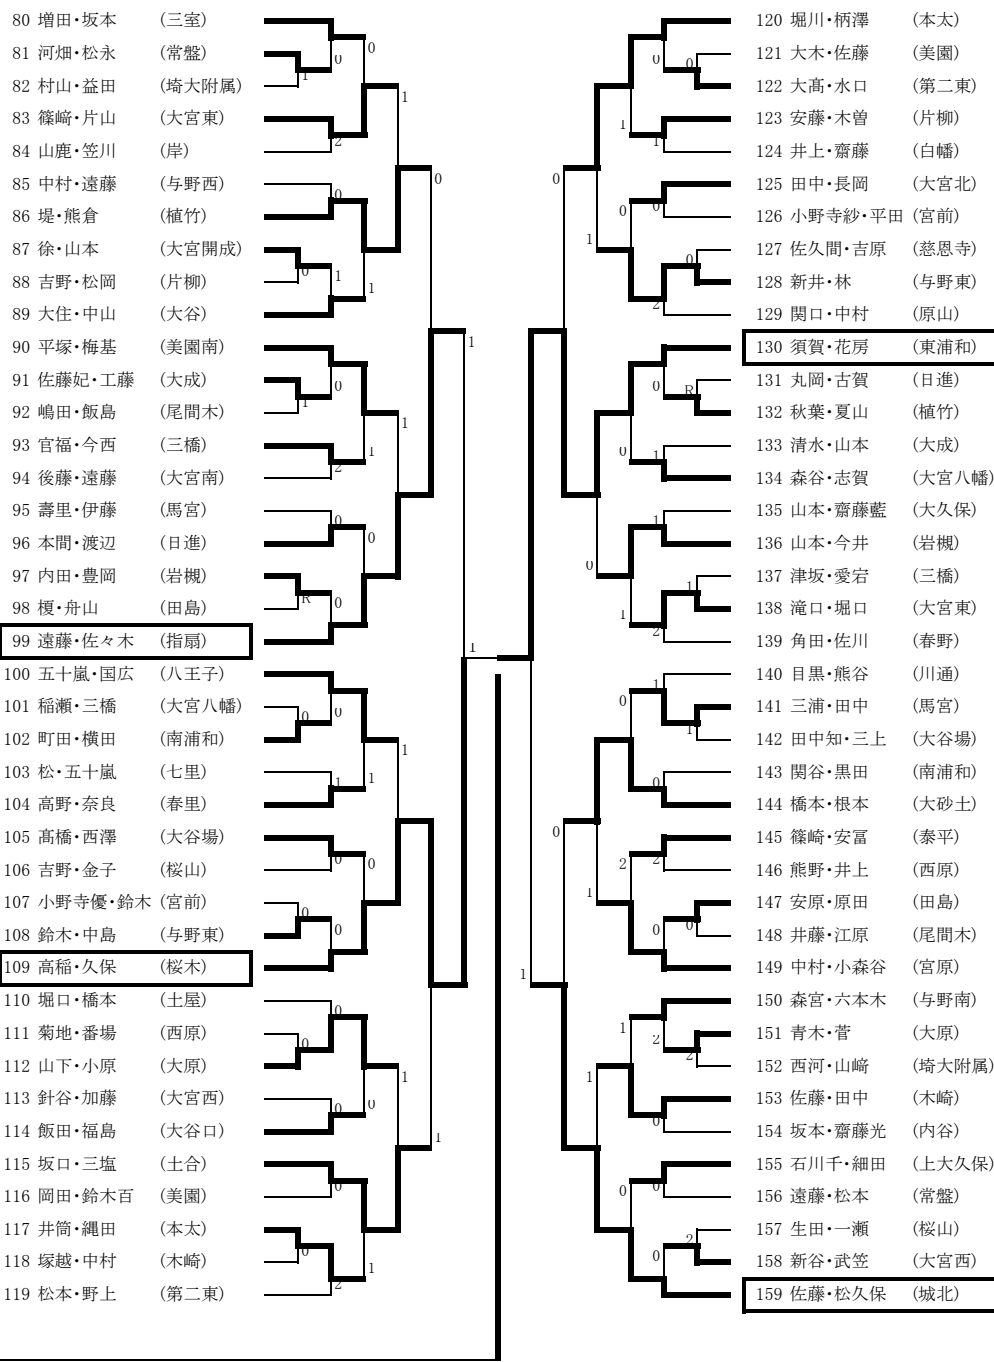 80 増田・坂本 (三室)
81 河畑・松永 (常盤)
82 村山・益田 (埼大附属)
83 篠﨑・片山 (大宮東)
84 山鹿・笠川 (岸)
85 中村・遠藤 (与野西)
86 堤・熊倉 (植竹)
87 徐・山本 (大宮開成)
88 吉野・松岡 (片柳)
89 大住・中山 (大谷)
90 平塚・梅基 (美園南)
91 佐藤妃・工藤 (大成)
92 嶋田・飯島 (尾間木)
93 官福・今西 (三橋)
94 後藤・遠藤 (大宮南)
95 壽里・伊藤 (馬宮)
96 本間・渡辺 (日進)
97 内田・豊岡 (岩槻)
98 榎・舟山 (田島)
99 遠藤・佐々木 (指扇)
100 五十嵐・国広 (八王子)
101 稲瀬・三橋 (大宮八幡)
102 町田・横田 (南浦和)
103 松・五十嵐 (七里)
104 高野・奈良 (春里)
105 髙橋・西澤 (大谷場)
106 吉野・金子 (桜山)
107 小野寺優・鈴木 (宮前)
108 鈴木・中島 (与野東)
109 高稲・久保 (桜木)
110 堀口・橋本 (土屋)
111 菊地・番場 (西原)
112 山下・小原 (大原)
113 針谷・加藤 (大宮西)
114 飯田・福島 (大谷口)
115 坂口・三塩 (土合)
116 岡田・鈴木百 (美園)
117 井筒・縄田 (本太)
118 塚越・中村 (木崎)
119 松本・野上 (第二東)
120 堀川・柄澤 (本太)
121 大木・佐藤 (美園)
122 大髙・水口 (第二東)
123 安藤・木曽 (片柳)
124 井上・齋藤 (白幡)
125 田中・長岡 (大宮北)
126 小野寺紗・平田 (宮前)
127 佐久間・吉原 (慈恩寺)
128 新井・林 (与野東)
129 関口・中村 (原山)
130 須賀・花房 (東浦和)
131 丸岡・古賀 (日進)
132 秋葉・夏山 (植竹)
133 清水・山本 (大成)
134 森谷・志賀 (大宮八幡)
135 山本・齋藤藍 (大久保)
136 山本・今井 (岩槻)
137 津坂・愛宕 (三橋)
138 滝口・堀口 (大宮東)
139 角田・佐川 (春野)
140 目黒・熊谷 (川通)
141 三浦・田中 (馬宮)
142 田中知・三上 (大谷場)
143 関谷・黒田 (南浦和)
144 橋本・根本 (大砂土)
145 篠崎・安冨 (泰平)
146 熊野・井上 (西原)
147 安原・原田 (田島)
148 井藤・江原 (尾間木)
149 中村・小森谷 (宮原)
150 森宮・六本木 (与野南)
151 青木・菅 (大原)
152 西河・山﨑 (埼大附属)
153 佐藤・田中 (木崎)
154 坂本・齋藤光 (内谷)
155 石川千・細田 (上大久保)
156 遠藤・松本 (常盤)
157 生田・一瀬 (桜山)
158 新谷・武笠 (大宮西)
159 佐藤・松久保 (城北)